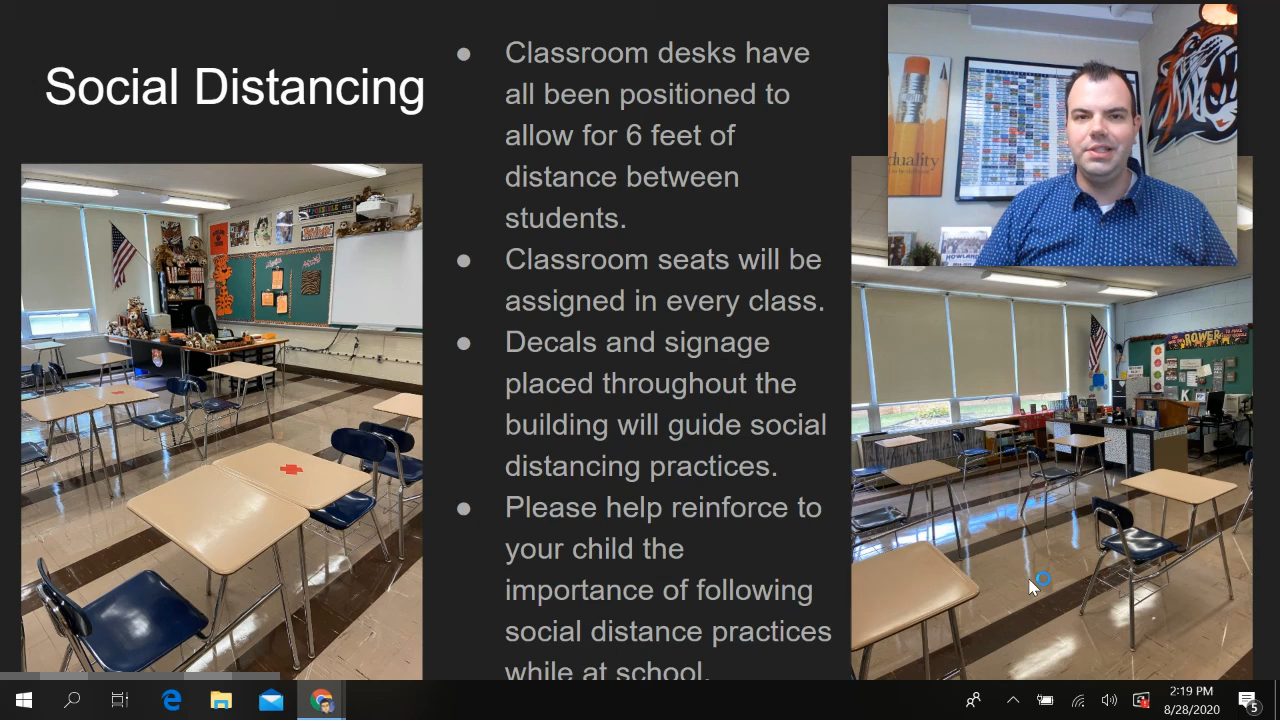 Social Distancing
● Classroom desks have
all been positioned to
allow for 6 feet of
distance between
students.
● Classroom seats will be
assigned in every class.
● Decals and signage
placed throughout the
building will guide social
distancing practices.
● Please help reinforce to
your child the
importance of following
social distance practices
while at school.
duality
HOWLAND
POWER
K
2:19 PM
8/28/2020
5